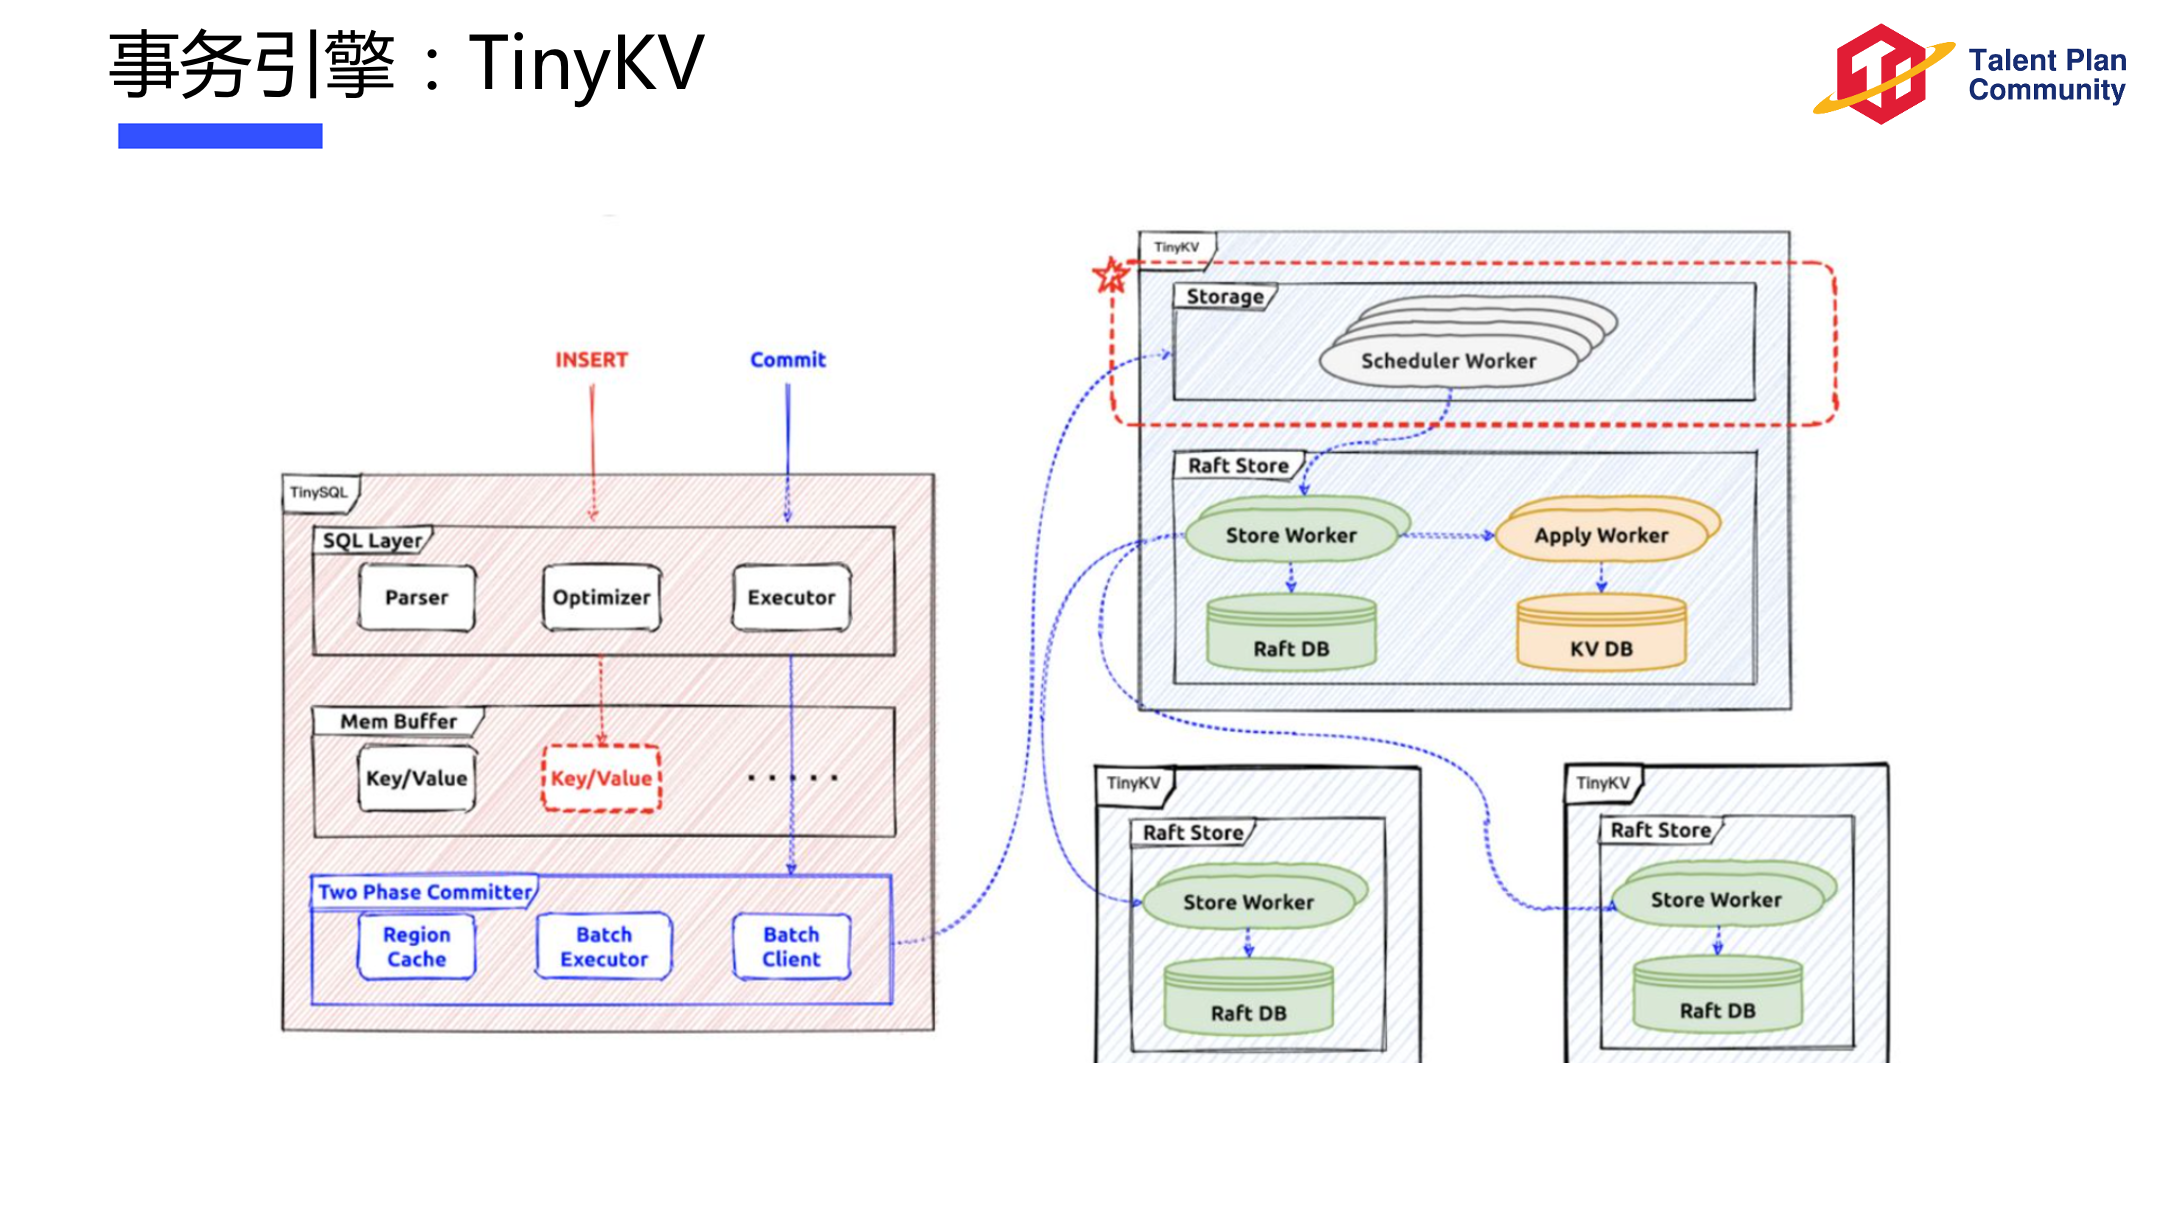 事务引擎：TinyKV
Talent Plan
Community
INSERT
Commit
TinySQL
SQL Layer
Parser
Optimizer
Executor
Mem Buffer
Key/Value
Key/Value
.....
Two Phase Committer
Region
Cache
Batch
Executor
Batch
Client
TinyKV
Storage
Scheduler Worker
Raft Store
Store Worker
Apply Worker
Raft DB
KV DB
TinyKV
Raft Store
Store Worker
Raft DB
TinyKV
Raft Store
Store Worker
Raft DB